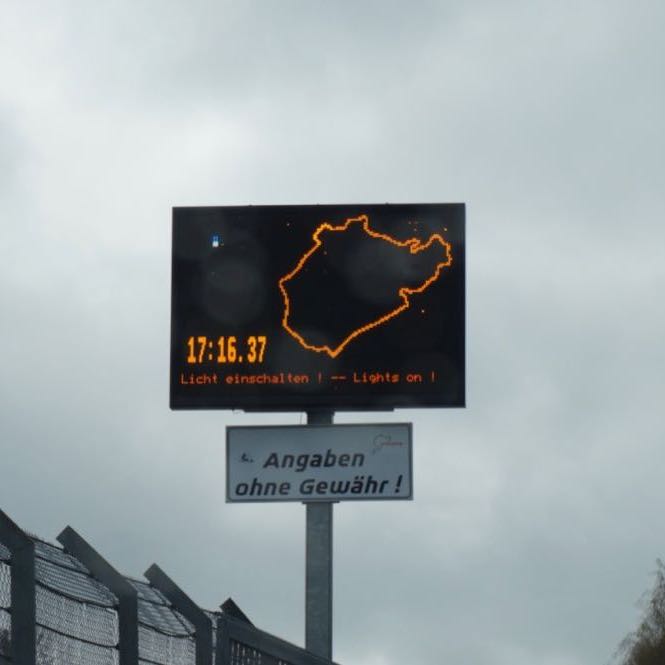 17:16.37
Licht einschalten ! -- Lights on !
Angaben
ohne Gewähr !